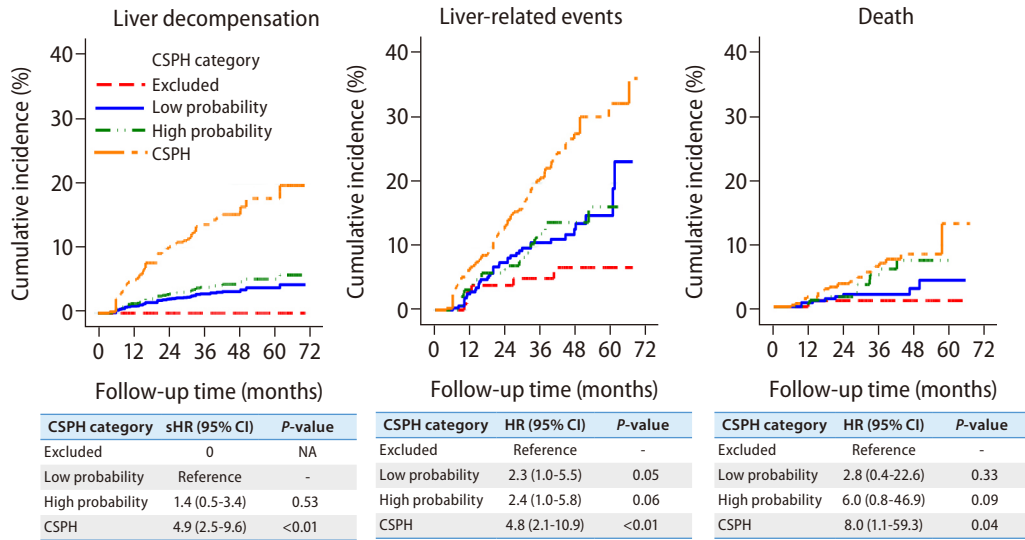 Liver decompensation
Cumulative incidence (%)
40
30
20
10
0
CSPH category
Excluded
Low probability
High probability
CSPH
0 12 24 36 48 60 72
Follow-up time (months)
CSPH category sHR (95% CI) P-value
Excluded 0 NA
Low probability Reference -
High probability 1.4 (0.5-3.4) 0.53
CSPH 4.9 (2.5-9.6) <0.01
Liver-related events
Cumulative incidence (%)
40
30
20
10
0
0 12 24 36 48 60 72
Follow-up time (months)
CSPH category HR (95% CI) P-value
Excluded Reference -
Low probability 2.3 (1.0-5.5) 0.05
High probability 2.4 (1.0-5.8) 0.06
CSPH 4.8 (2.1-10.9) <0.01
Death
Cumulative incidence (%)
40
30
20
10
0
0 12 24 36 48 60 72
Follow-up time (months)
CSPH category HR (95% CI) P-value
Excluded Reference -
Low probability 2.8 (0.4-22.6) 0.33
High probability 6.0 (0.8-46.9) 0.09
CSPH 8.0 (1.1-59.3) 0.04